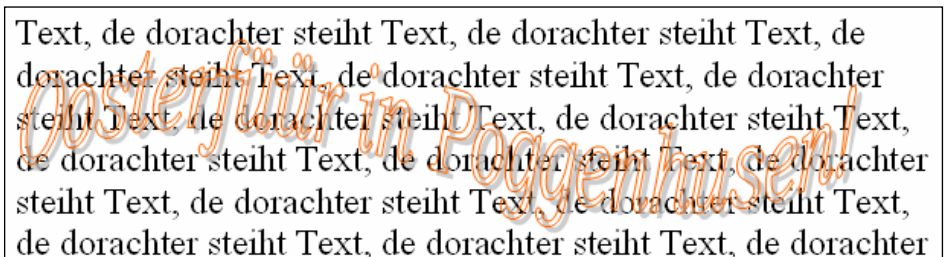 Text, de dorachter steiht Text, de dorachter steiht Text, de
dorachter steiht Text, de dorachter steiht Text, de dorachter
steiht Text, de dorachter steiht Text, de dorachter steiht Text,
de dorachter steiht Text, de dorachter steiht Text, de dorachter
steiht Text, de dorachter steiht Text, de dorachter steiht Text,
de dorachter steiht Text, de dorachter steiht Text, de dorachter
Oosterfüür in Poggenhusen!